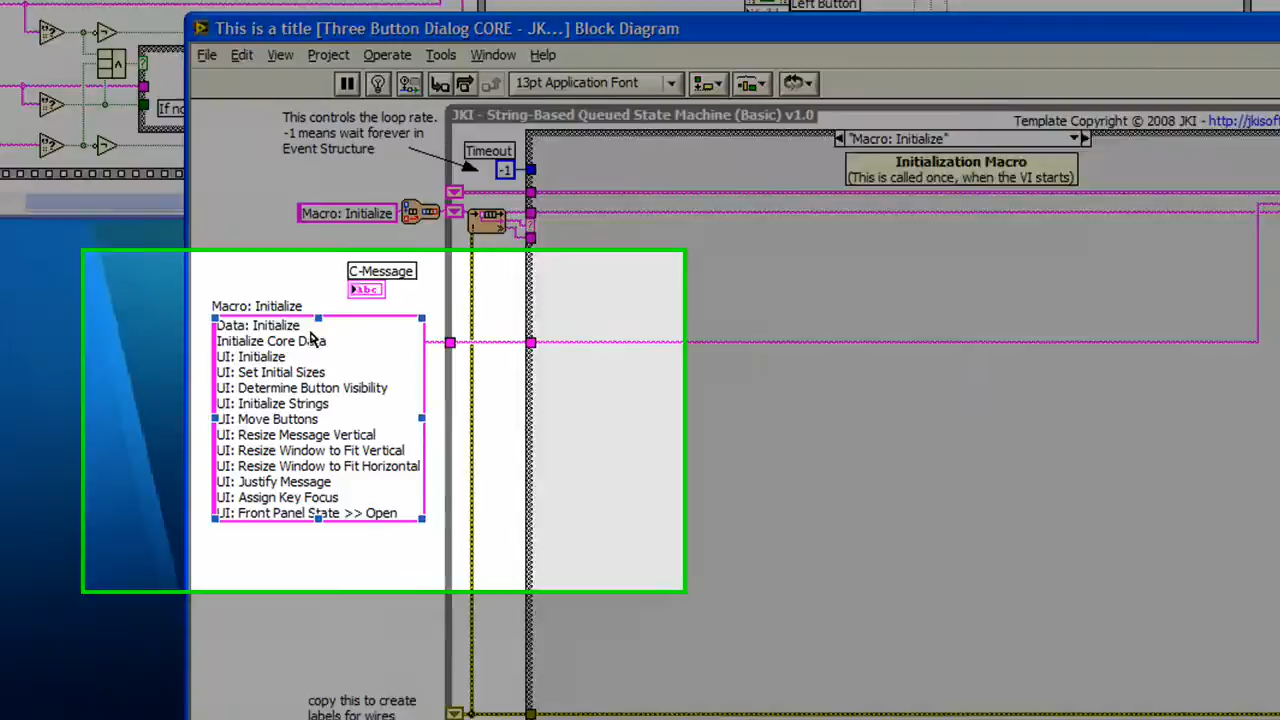 Left Button
This is a title [Three Button Dialog CORE - JK...] Block Diagram
File Edit View Project Operate Tools Window Help
13pt Application Font
If no
This controls the loop rate.
-1 means wait forever in
Event Structure
JKI - String-Based Queued State Machine (Basic) v1.0
Template Copyright © 2008 JKI - http://jkisoft
"Macro: Initialize"
Timeout
-1
Initialization Macro
(This is called once, when the VI starts)
Macro: Initialize
C-Message
abc
Macro: Initialize
Data: Initialize
Initialize Core Data
UI: Initialize
UI: Set Initial Sizes
UI: Determine Button Visibility
UI: Initialize Strings
UI: Move Buttons
UI: Resize Message Vertical
UI: Resize Window to Fit Vertical
UI: Resize Window to Fit Horizontal
UI: Justify Message
UI: Assign Key Focus
UI: Front Panel State >> Open
copy this to create
labels for wires